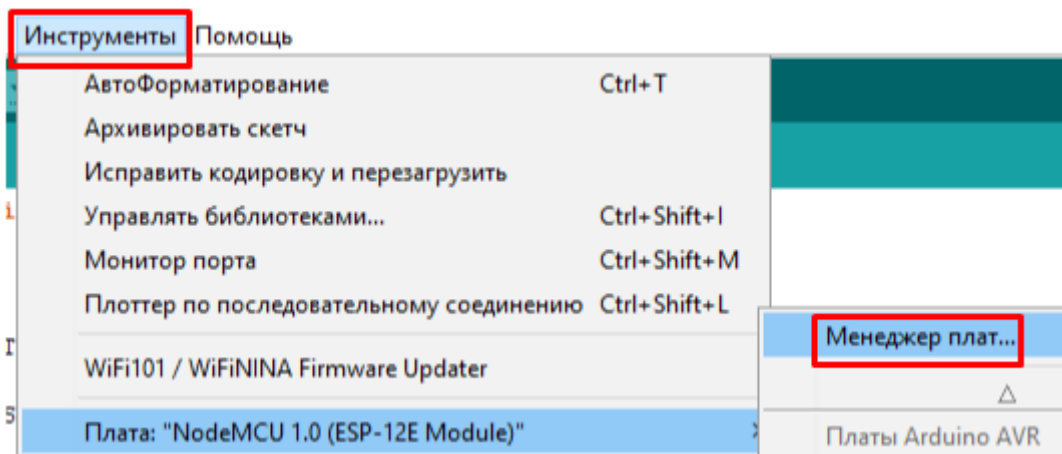 Инструменты Помощь
АвтоФорматирование Ctrl+T
Архивировать скетч
Исправить кодировку и перезагрузить
Управлять библиотеками... Ctrl+Shift+I
Монитор порта Ctrl+Shift+M
Плоттер по последовательному соединению Ctrl+Shift+L
Менеджер плат...
WiFi101 / WiFiNINA Firmware Updater
Плата: "NodeMCU 1.0 (ESP-12E Module)"
Платы Arduino AVR